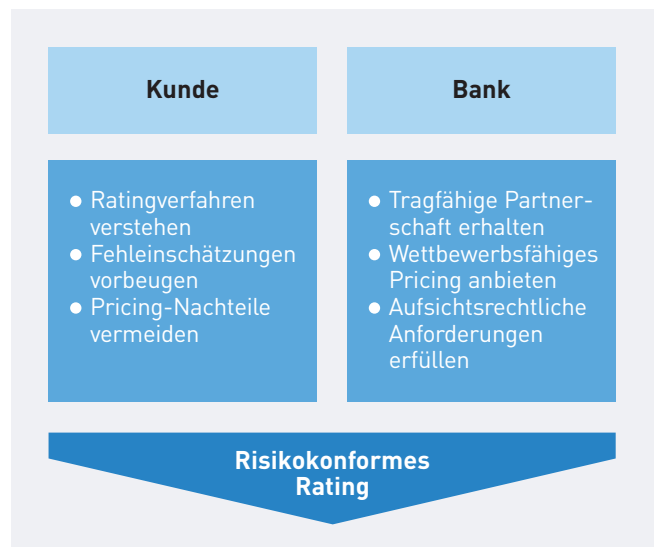 Kunde
Bank
● Ratingverfahren
verstehen
● Fehleinschätzungen
vorbeugen
● Pricing-Nachteile
vermeiden
● Tragfähige Partner-
schaft erhalten
● Wettbewerbsfähiges
Pricing anbieten
● Aufsichtsrechtliche
Anforderungen
erfüllen
Risikokonformes
Rating